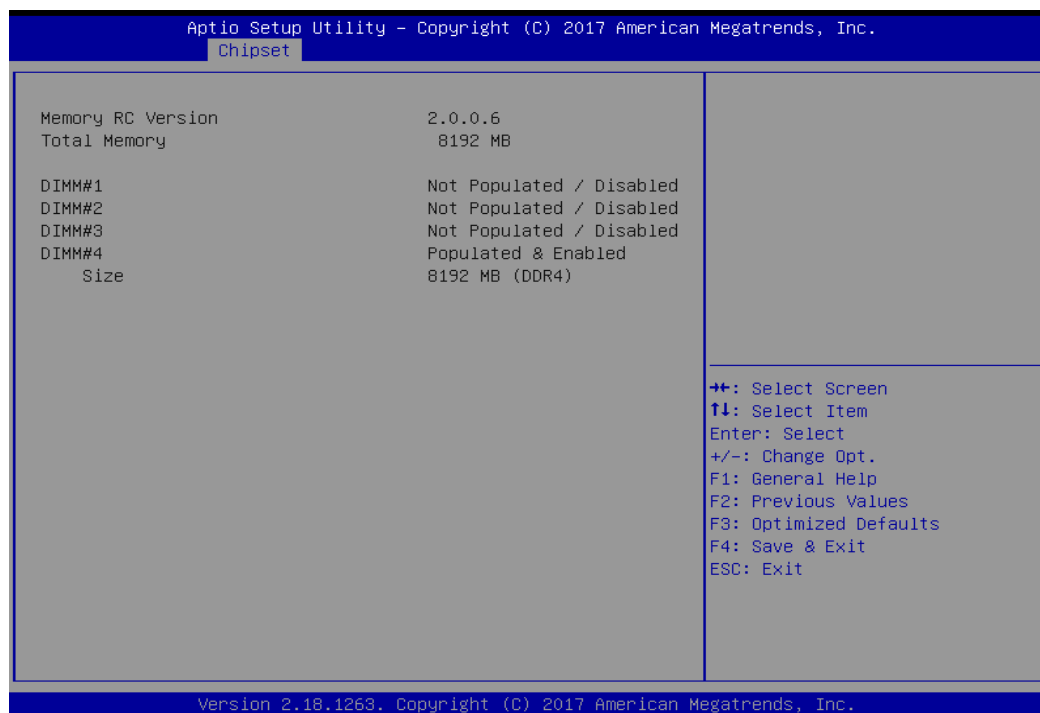 Aptio Setup Utility – Copyright (C) 2017 American Megatrends, Inc.
Chipset
Memory RC Version 2.0.0.6
Total Memory 8192 MB
DIMM#1 Not Populated / Disabled
DIMM#2 Not Populated / Disabled
DIMM#3 Not Populated / Disabled
DIMM#4 Populated & Enabled
Size 8192 MB (DDR4)
→←: Select Screen
↑↓: Select Item
Enter: Select
+/-: Change Opt.
F1: General Help
F2: Previous Values
F3: Optimized Defaults
F4: Save & Exit
ESC: Exit
Version 2.18.1263. Copyright (C) 2017 American Megatrends, Inc.